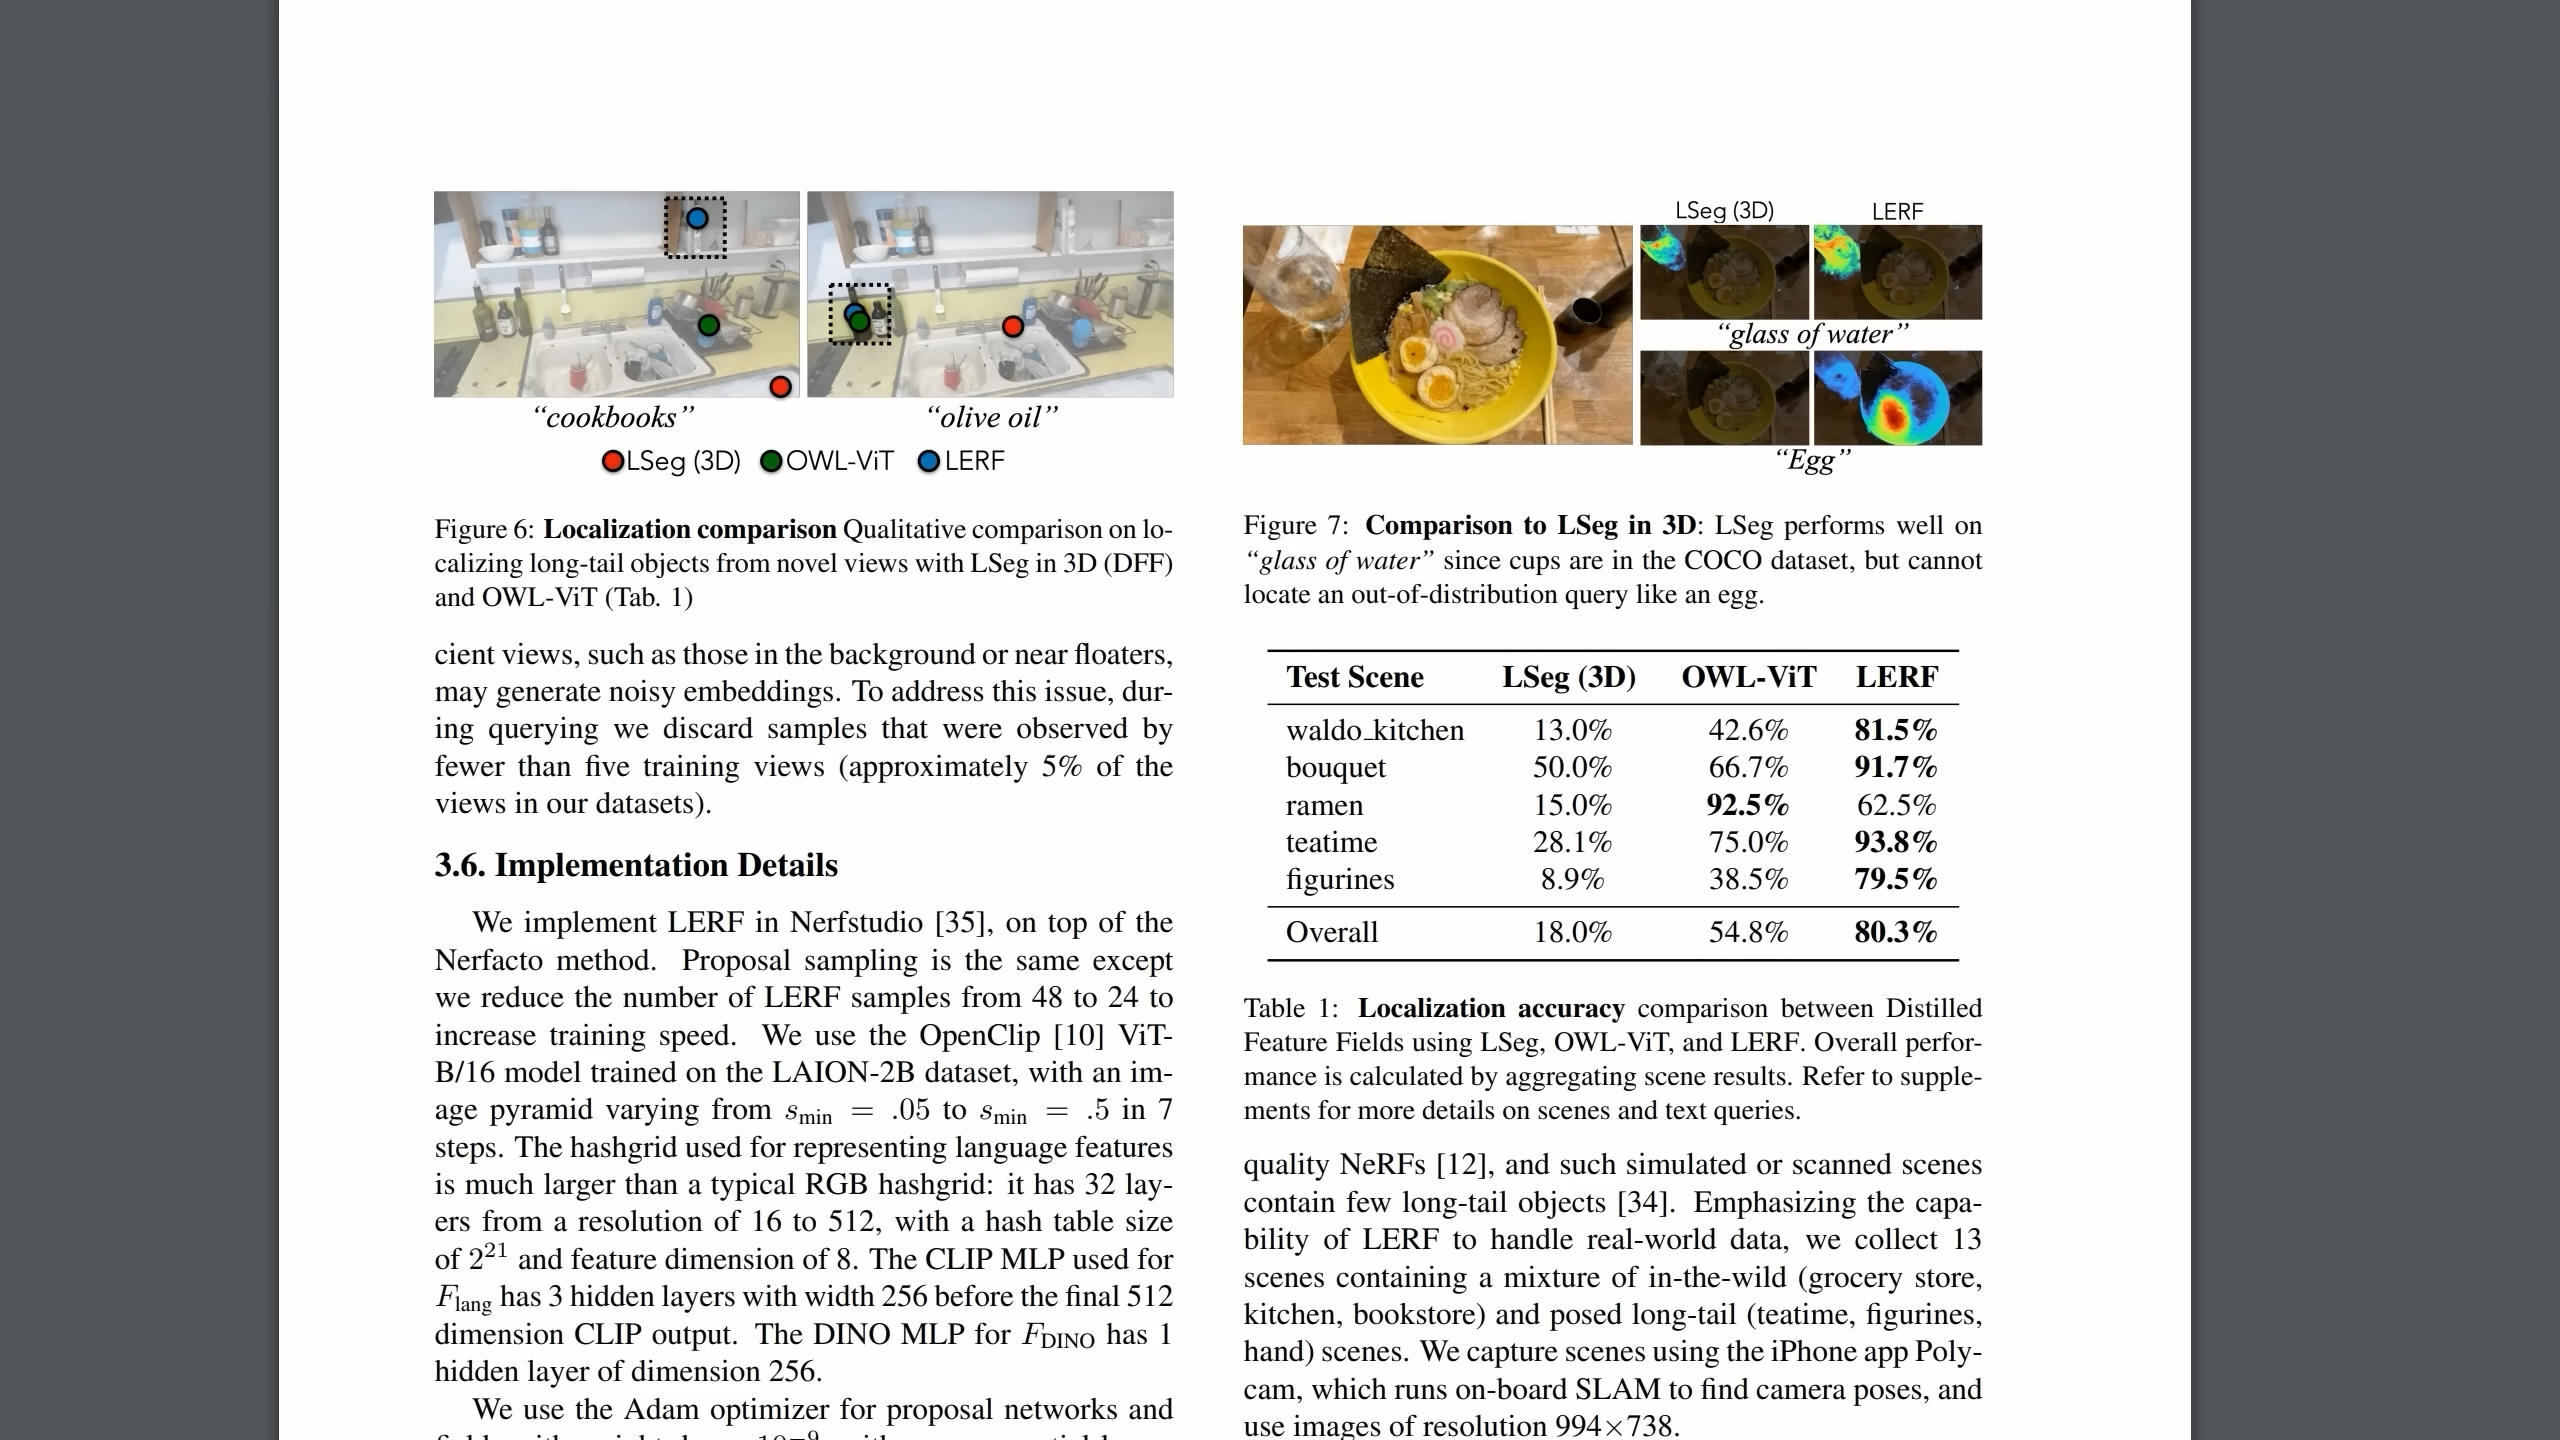 “cookbooks” “olive oil”
LSeg (3D) OWL-ViT LERF
Figure 6: Localization comparison Qualitative comparison on lo-
calizing long-tail objects from novel views with LSeg in 3D (DFF)
and OWL-ViT (Tab. 1)
cient views, such as those in the background or near floaters,
may generate noisy embeddings. To address this issue, dur-
ing querying we discard samples that were observed by
fewer than five training views (approximately 5% of the
views in our datasets).
3.6. Implementation Details
We implement LERF in Nerfstudio [35], on top of the
Nerfacto method. Proposal sampling is the same except
we reduce the number of LERF samples from 48 to 24 to
increase training speed. We use the OpenClip [10] ViT-
B/16 model trained on the LAION-2B dataset, with an im-
age pyramid varying from s_min = .05 to s_min = .5 in 7
steps. The hashgrid used for representing language features
is much larger than a typical RGB hashgrid: it has 32 lay-
ers from a resolution of 16 to 512, with a hash table size
of 2^21 and feature dimension of 8. The CLIP MLP used for
F_lang has 3 hidden layers with width 256 before the final 512
dimension CLIP output. The DINO MLP for F_DINO has 1
hidden layer of dimension 256.
We use the Adam optimizer for proposal networks and
LSeg (3D) LERF
“glass of water”
“Egg”
Figure 7: Comparison to LSeg in 3D: LSeg performs well on
“glass of water” since cups are in the COCO dataset, but cannot
locate an out-of-distribution query like an egg.
Test Scene LSeg (3D) OWL-ViT LERF
waldo_kitchen 13.0% 42.6% 81.5%
bouquet 50.0% 66.7% 91.7%
ramen 15.0% 92.5% 62.5%
teatime 28.1% 75.0% 93.8%
figurines 8.9% 38.5% 79.5%
Overall 18.0% 54.8% 80.3%
Table 1: Localization accuracy comparison between Distilled
Feature Fields using LSeg, OWL-ViT, and LERF. Overall perfor-
mance is calculated by aggregating scene results. Refer to supple-
ments for more details on scenes and text queries.
quality NeRFs [12], and such simulated or scanned scenes
contain few long-tail objects [34]. Emphasizing the capa-
bility of LERF to handle real-world data, we collect 13
scenes containing a mixture of in-the-wild (grocery store,
kitchen, bookstore) and posed long-tail (teatime, figurines,
hand) scenes. We capture scenes using the iPhone app Poly-
cam, which runs on-board SLAM to find camera poses, and
use images of resolution 994×738.